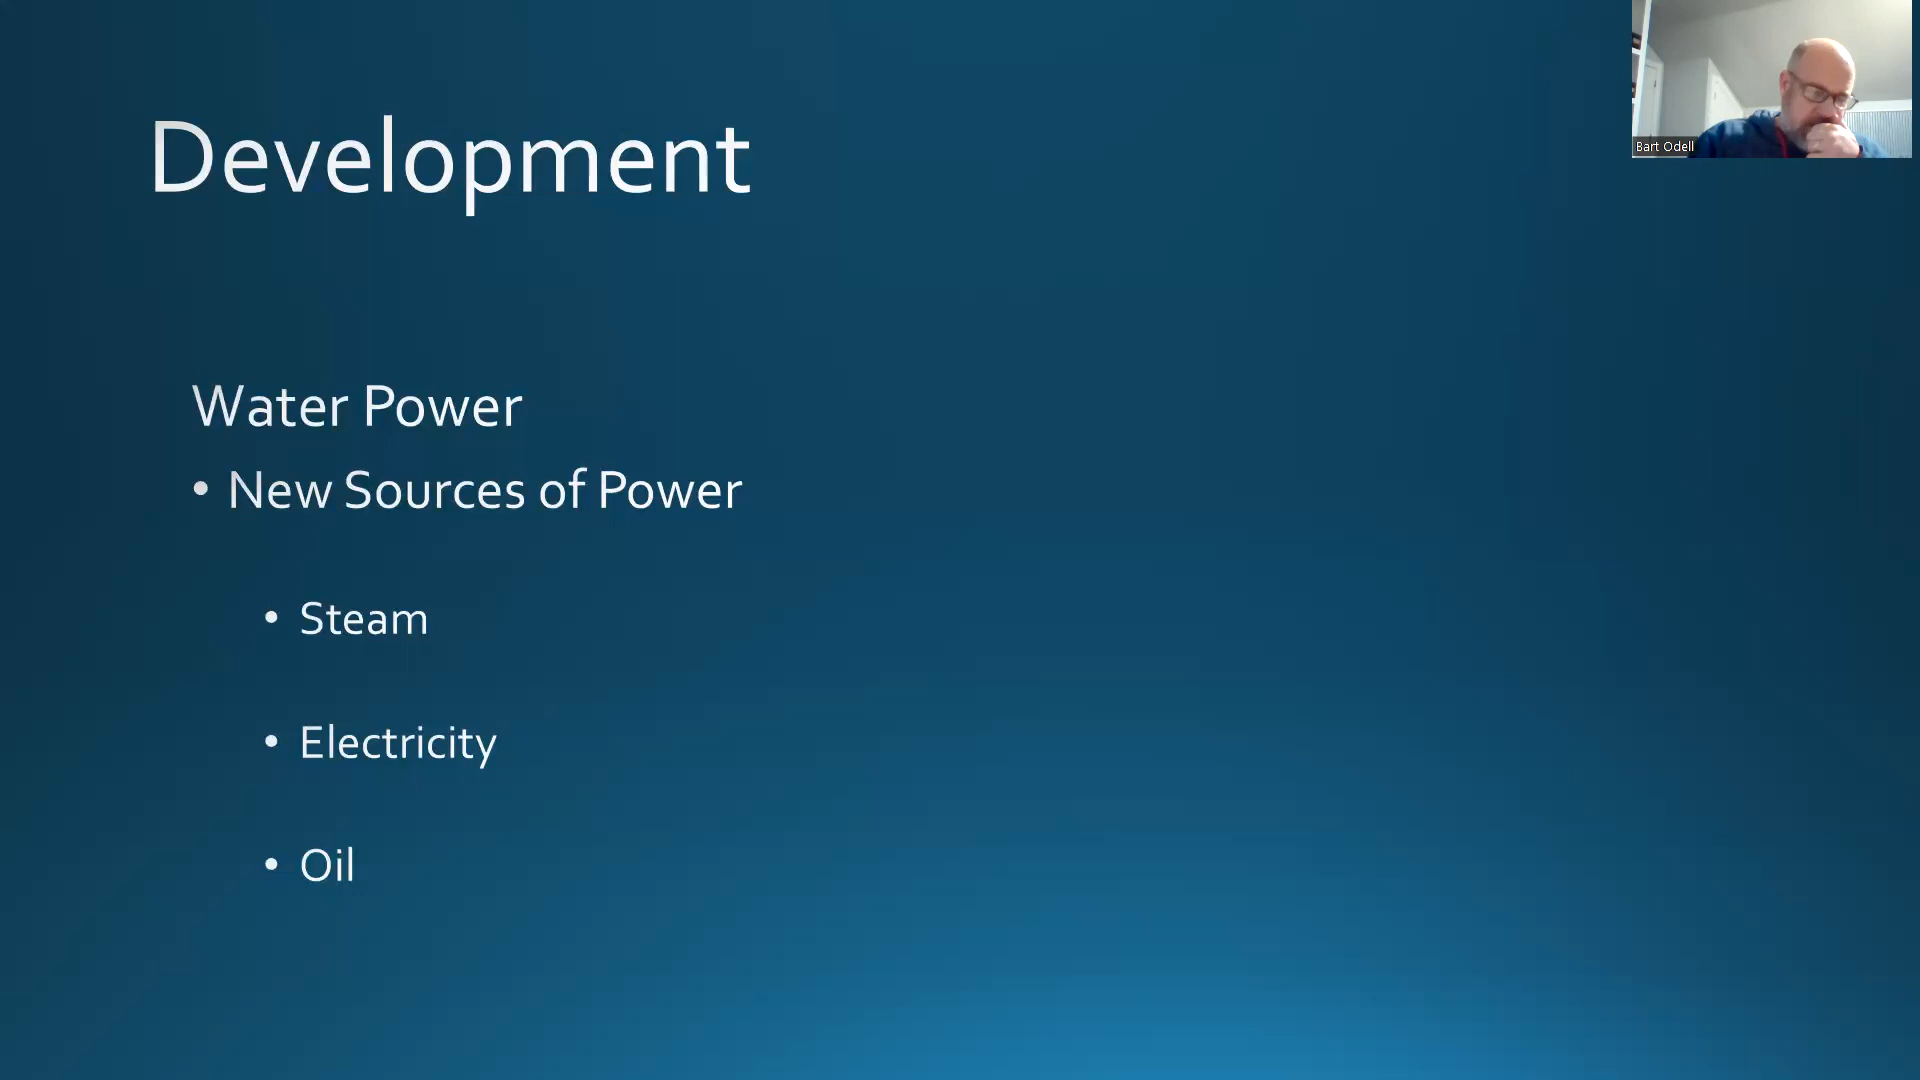 Development
Bart Odell
Water Power
• New Sources of Power
• Steam
• Electricity
• Oil